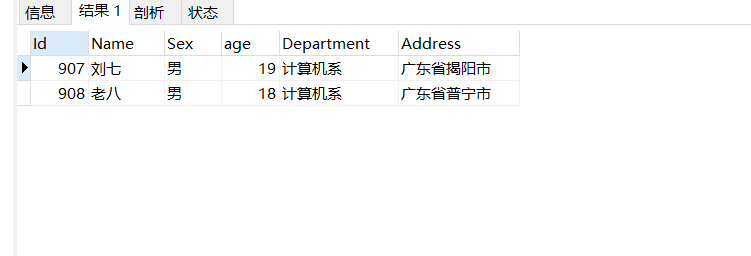 信息 结果 1 剖析 状态
Id Name Sex age Department Address
907 刘七 男 19 计算机系 广东省揭阳市
908 老八 男 18 计算机系 广东省普宁市